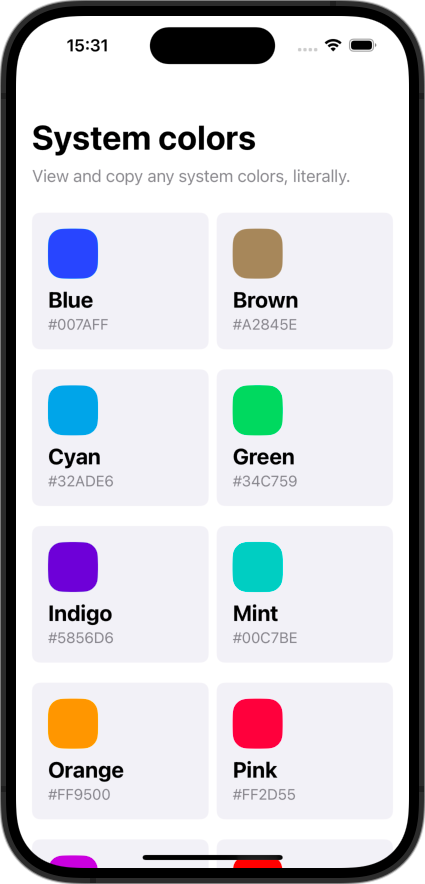 15:31
System colors
View and copy any system colors, literally.
Blue
#007AFF
Brown
#A2845E
Cyan
#32ADE6
Green
#34C759
Indigo
#5856D6
Mint
#00C7BE
Orange
#FF9500
Pink
#FF2D55